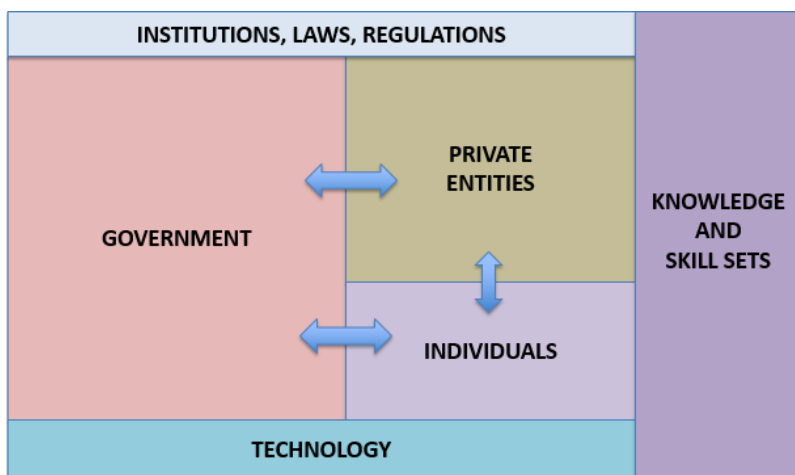 INSTITUTIONS, LAWS, REGULATIONS
PRIVATE
ENTITIES
GOVERNMENT
INDIVIDUALS
KNOWLEDGE
AND
SKILL SETS
TECHNOLOGY